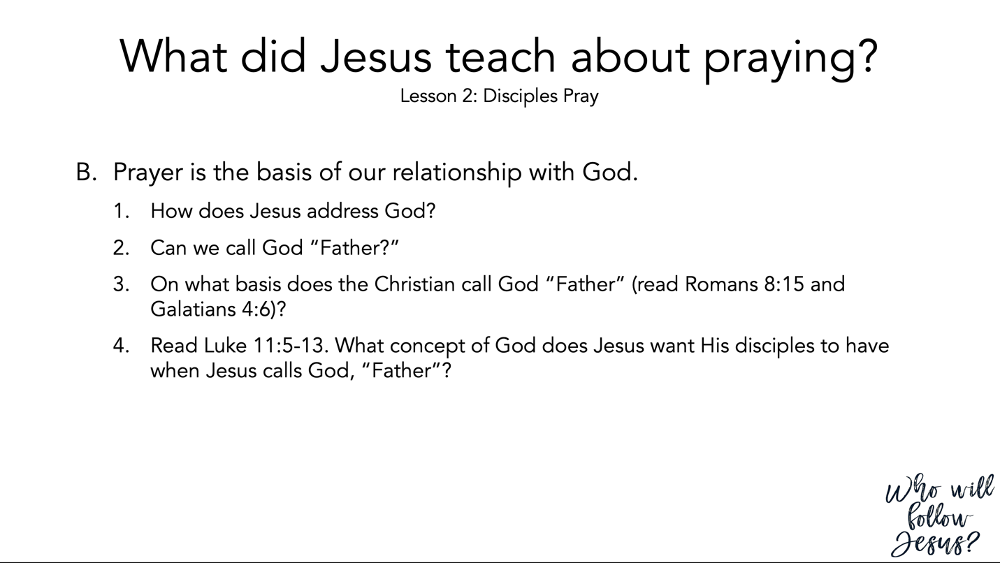 What did Jesus teach about praying?
Lesson 2: Disciples Pray
B. Prayer is the basis of our relationship with God.
1. How does Jesus address God?
2. Can we call God “Father?”
3. On what basis does the Christian call God “Father” (read Romans 8:15 and
Galatians 4:6)?
4. Read Luke 11:5-13. What concept of God does Jesus want His disciples to have
when Jesus calls God, “Father”?
Who will
follow
Jesus?